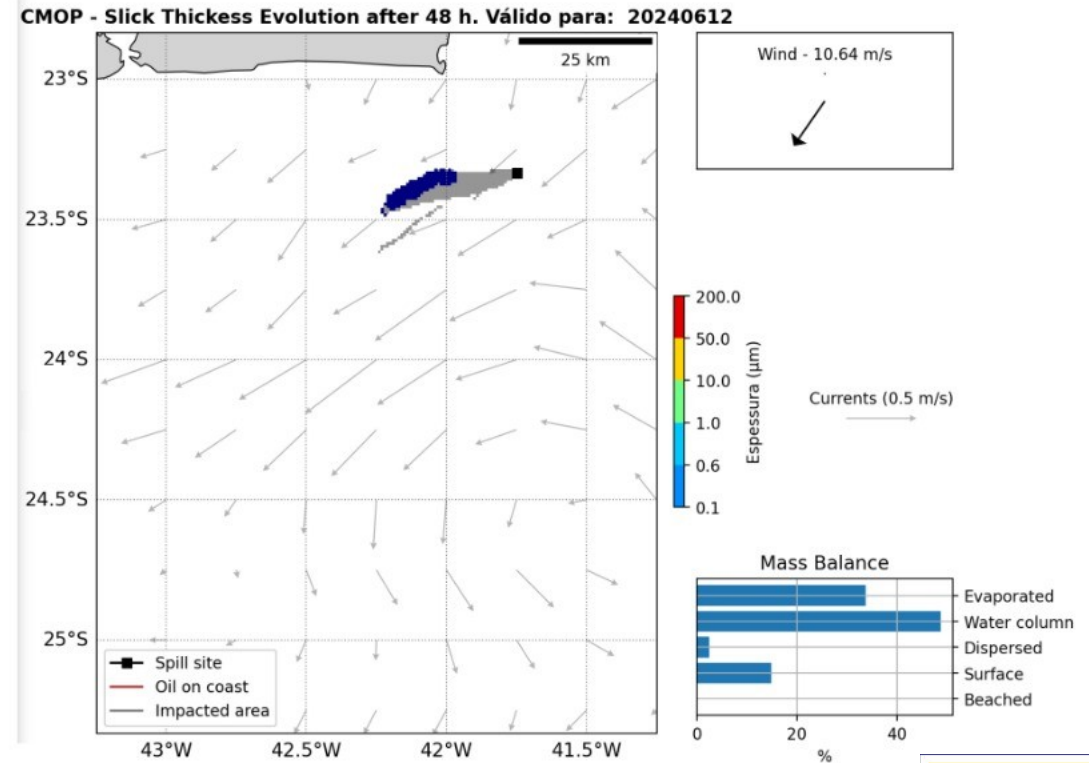 CMOP - Slick Thickess Evolution after 48 h. Válido para: 20240612
25 km
23°S
23.5°S
24°S
24.5°S
25°S
43°W
42.5°W
42°W
41.5°W
Spill site
Oil on coast
Impacted area
Wind - 10.64 m/s
200.0
50.0
10.0
1.0
0.6
0.1
Espessura (µm)
Currents (0.5 m/s)
Mass Balance
Evaporated
Water column
Dispersed
Surface
Beached
0
20
40
%